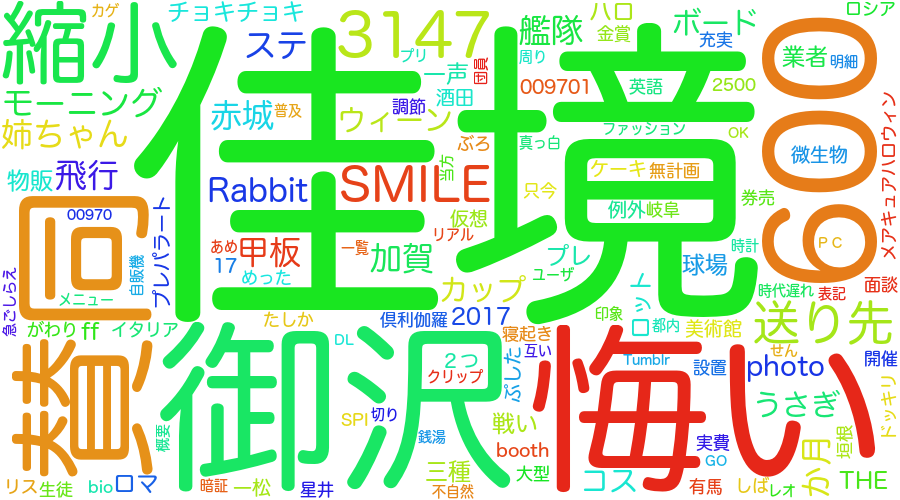 縮小
カゲ
チョキチョキ
ステ
3147
プリ
艦隊
ハロ
金賞
ボード
充実
ロシア
600
業者
明細
モーニング
姉ちゃん
赤城
普及
調節
一声
酒田
団員
周り
009701
英語
2500
ウィーン
ぶろ
真っ白
ファッション
OK
微生物
メアキュアハロウィン
物販
飛行
Rabbit
SMILE
当方
只今
ケーキ
無計画
佳境
00970
プレパラート
あめ
甲板
17
めった
一覧
加賀
仮想
リアル
例外
岐阜
券売
PC
賛同
自販機
メニュー
急ごしらえ
カップ
プレ
ユーザ
球場
時計
面談
がわり
ff
イタリア
たしか
倶利伽羅
2017
寝起き
印象
ロット
都内
時代遅れ
表記
美術館
送り先
せん
開催
御沢
DL
2つ
クリップ
ぷした
互い
悔い
Tumblr
設置
photo
うさぎ
ドッキリ
概要
SPI
切り
銭湯
戦い
booth
実費
GO
か月
垣根
リス
生徒
bio
ロマ
暗証
一松
星井
三種
不自然
大型
コス
有馬
しば
レオ
THE